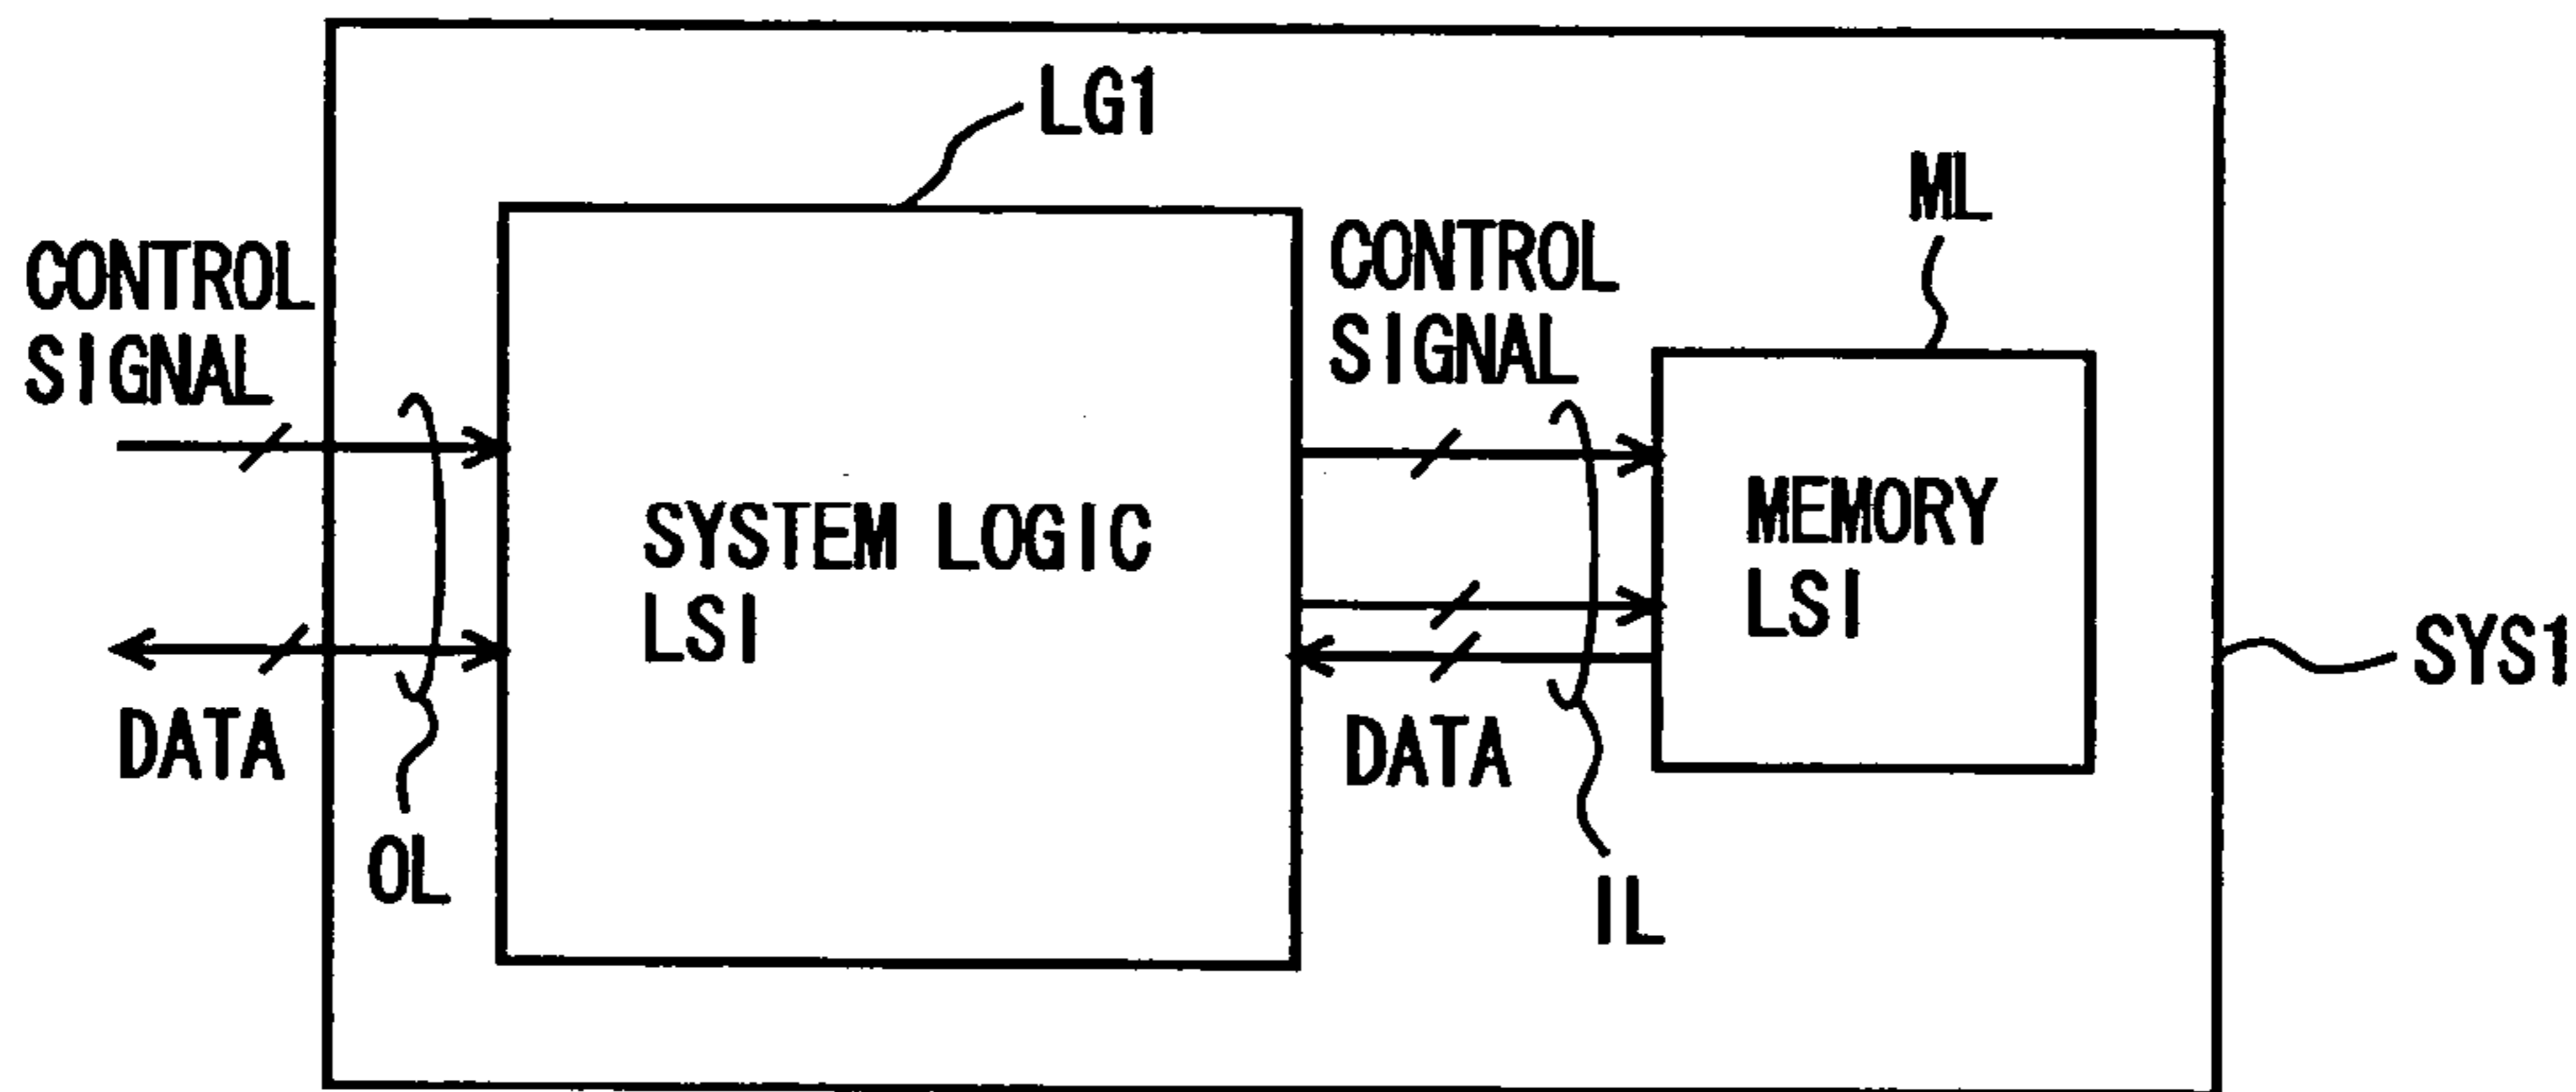 LG1
ML
CONTROL
SIGNAL
CONTROL
SIGNAL
SYSTEM LOGIC
LSI
MEMORY
LSI
SYS1
DATA
DATA
OL
IL